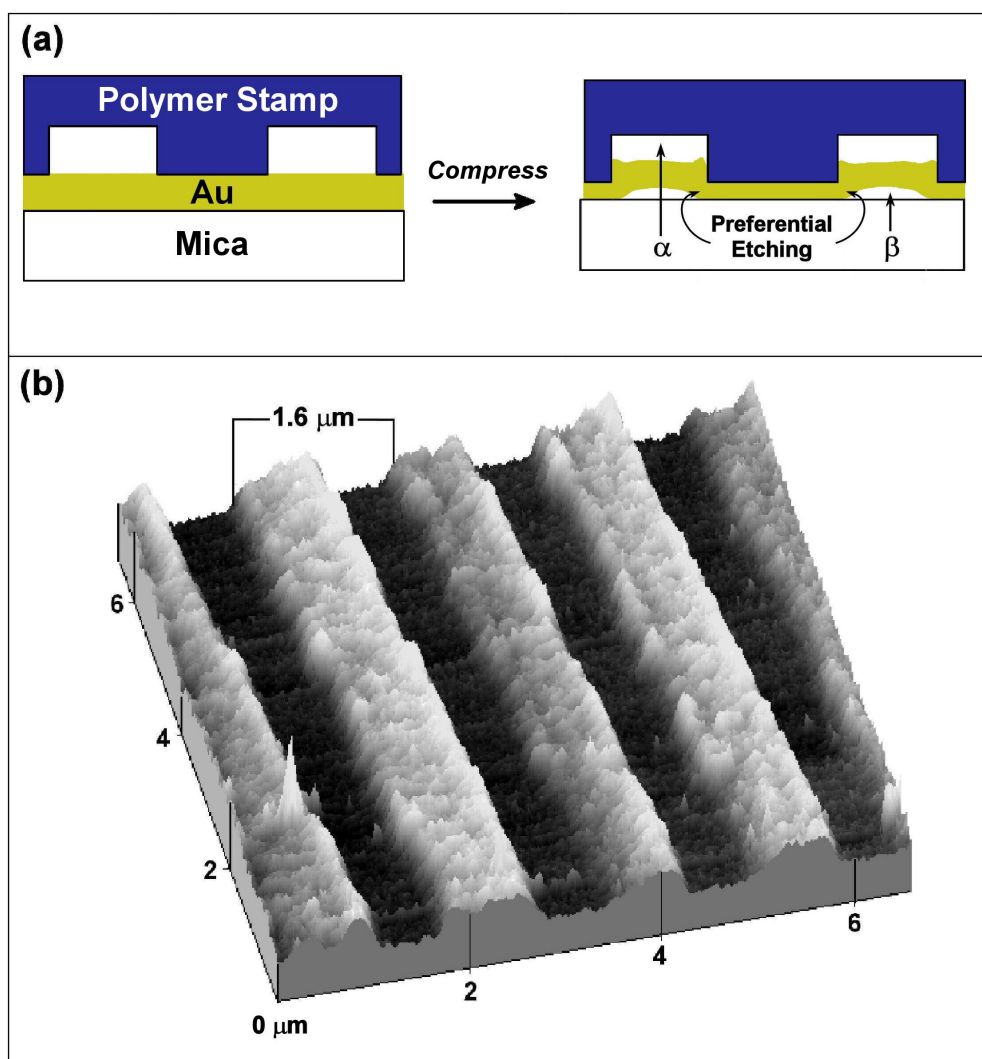 (a)
Polymer Stamp
Au
Mica
Compress
Preferential
Etching
α
β
(b)
1.6 μm
6
4
2
0 μm
2
4
6